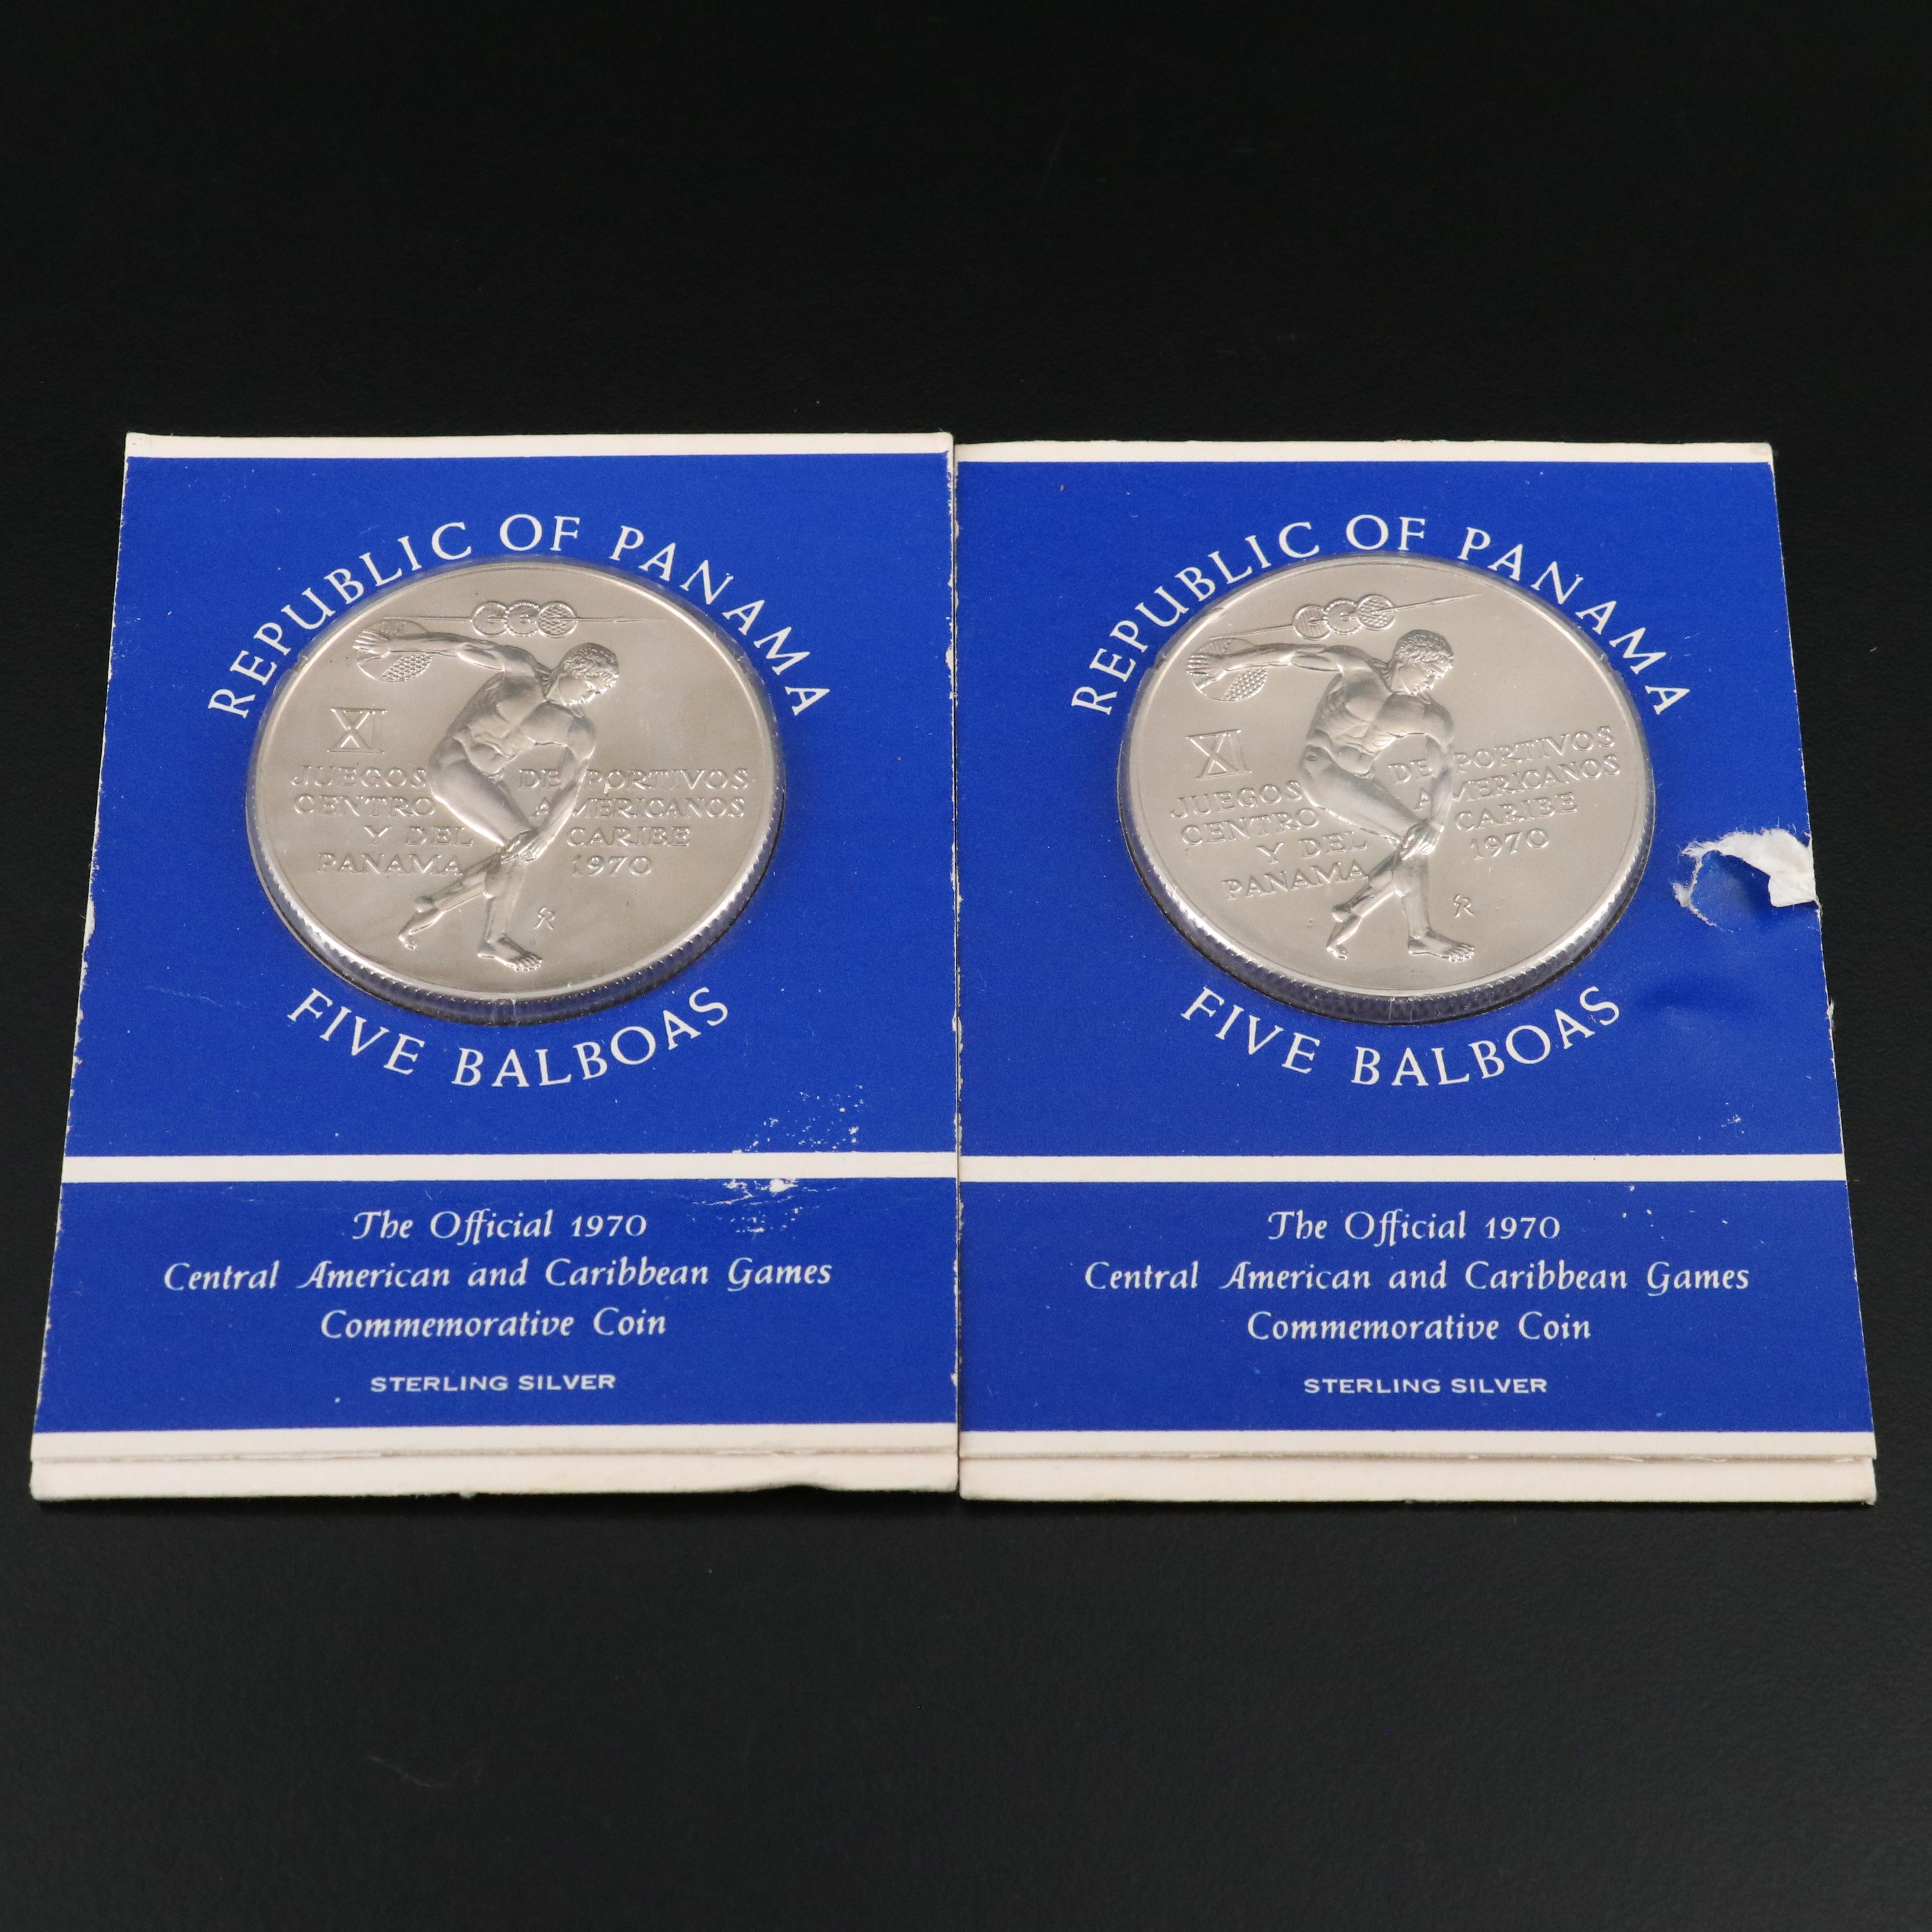 REPUBLIC OF PANAMA
XI
JUEGOS DEPORTIVOS
CENTRO AMERICANOS
Y DEL CARIBE
PANAMA 1970
FIVE BALBOAS
The Official 1970
Central American and Caribbean Games
Commemorative Coin
STERLING SILVER
REPUBLIC OF PANAMA
XI
JUEGOS DEPORTIVOS
CENTRO AMERICANOS
Y DEL CARIBE
PANAMA 1970
FIVE BALBOAS
The Official 1970
Central American and Caribbean Games
Commemorative Coin
STERLING SILVER